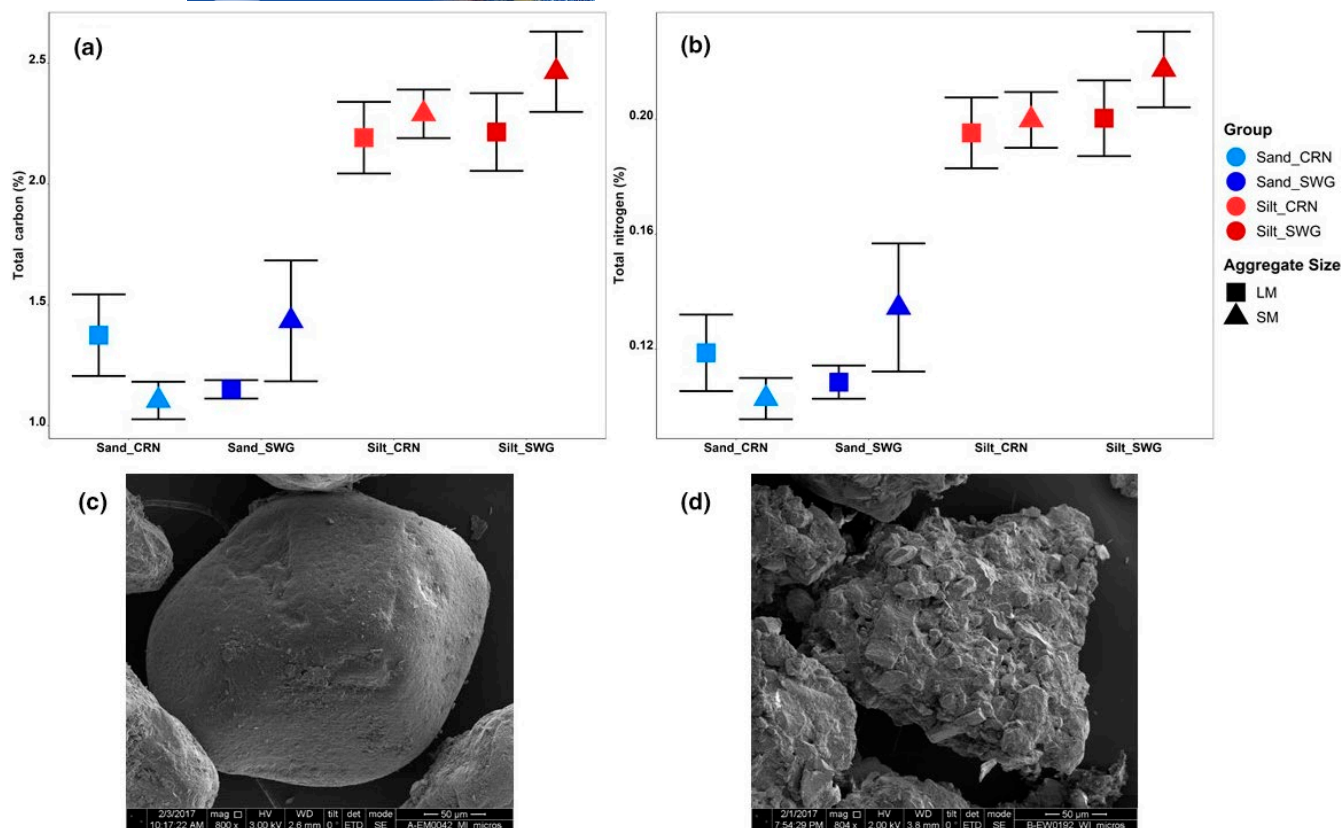 (a)
2.5
2.0
1.5
1.0
Total carbon (%)
Sand_CRN Sand_SWG Silt_CRN Silt_SWG
(b)
0.20
0.16
0.12
Total nitrogen (%)
Sand_CRN Sand_SWG Silt_CRN Silt_SWG
Group
Sand_CRN
Sand_SWG
Silt_CRN
Silt_SWG
Aggregate Size
LM
SM
(c)
2/3/2017 mag HV WD tilt det mode 50 µm
10:17:22 AM 800 x 3.00 kV 2.6 mm 0 ° ETD SE A-EM0042_MI_micros
(d)
2/1/2017 mag HV WD tilt det mode 50 µm
7:54:29 PM 804 x 2.00 kV 3.8 mm 0 ° ETD SE B-EW0192_WI_micros